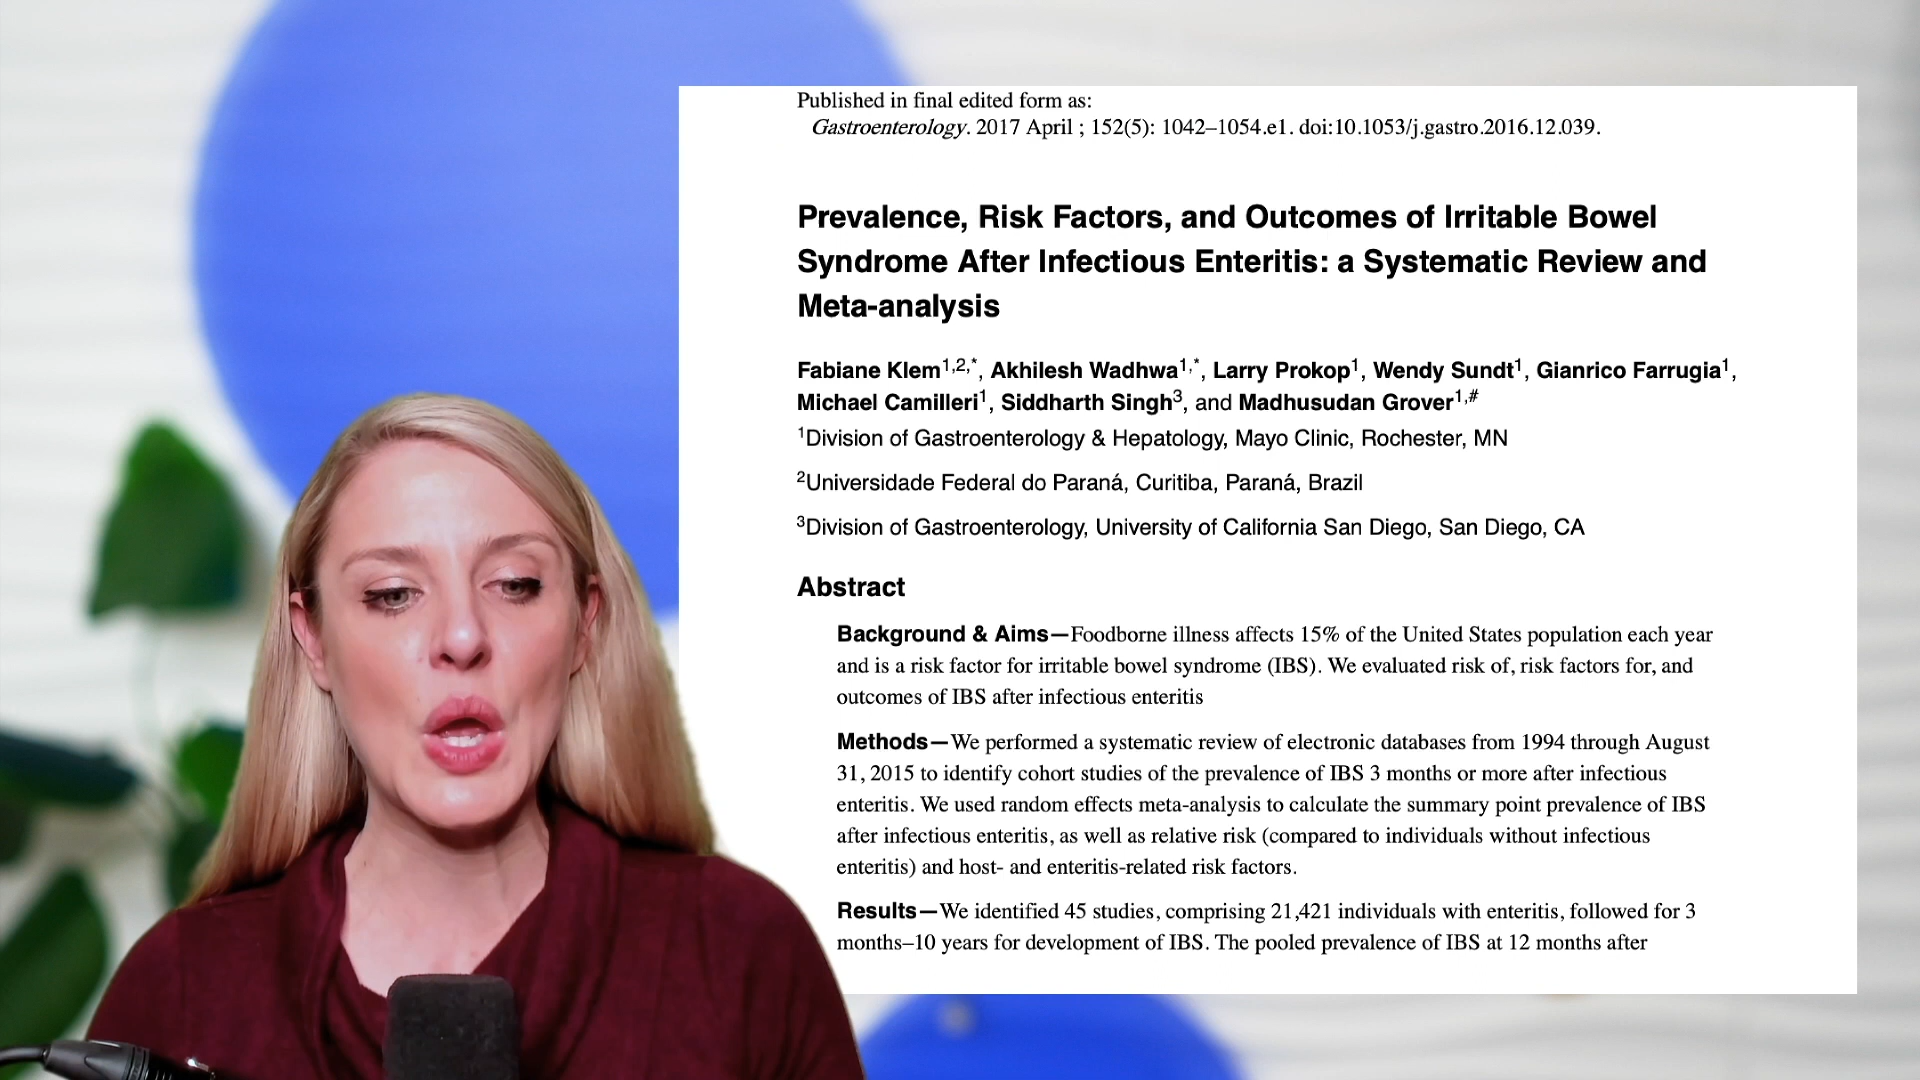 Published in final edited form as:
Gastroenterology. 2017 April ; 152(5): 1042–1054.e1. doi:10.1053/j.gastro.2016.12.039.
Prevalence, Risk Factors, and Outcomes of Irritable Bowel
Syndrome After Infectious Enteritis: a Systematic Review and
Meta-analysis
Fabiane Klem1,2,*, Akhilesh Wadhwa1,*, Larry Prokop1, Wendy Sundt1, Gianrico Farrugia1,
Michael Camilleri1, Siddharth Singh3, and Madhusudan Grover1,#
1Division of Gastroenterology & Hepatology, Mayo Clinic, Rochester, MN
2Universidade Federal do Paraná, Curitiba, Paraná, Brazil
3Division of Gastroenterology, University of California San Diego, San Diego, CA
Abstract
Background & Aims—Foodborne illness affects 15% of the United States population each year
and is a risk factor for irritable bowel syndrome (IBS). We evaluated risk of, risk factors for, and
outcomes of IBS after infectious enteritis
Methods—We performed a systematic review of electronic databases from 1994 through August
31, 2015 to identify cohort studies of the prevalence of IBS 3 months or more after infectious
enteritis. We used random effects meta-analysis to calculate the summary point prevalence of IBS
after infectious enteritis, as well as relative risk (compared to individuals without infectious
enteritis) and host- and enteritis-related risk factors.
Results—We identified 45 studies, comprising 21,421 individuals with enteritis, followed for 3
months–10 years for development of IBS. The pooled prevalence of IBS at 12 months after